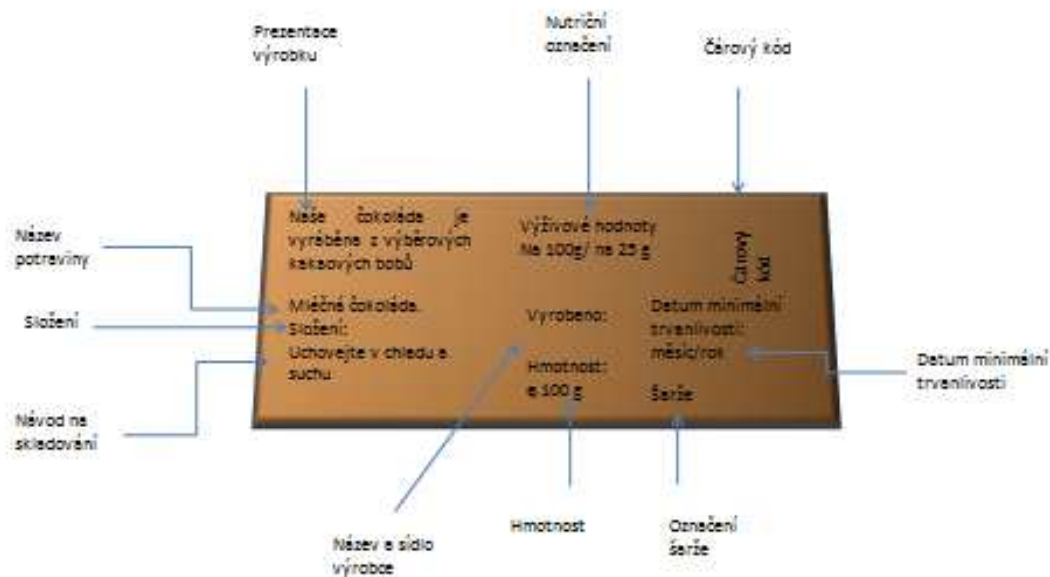 Prezentace
výrobku
Nutriční
označení
Čárový kód
Naše čokoláda je
vyráběna z výběrových
kakaových bobů
Výživové hodnoty
Na 100g/ na 25 g
Čárový
kód
Název
potraviny
Složení
Mléčná čokoláda.
Složení:
Uchovejte v chladu a
suchu
Vyrobeno:
Hmotnost:
e 100 g
Datum minimální
trvanlivosti:
měsíc/rok
Šarže
Datum minimální
trvanlivosti
Návod na
skladování
Název a sídlo
výrobce
Hmotnost
Označení
šarže